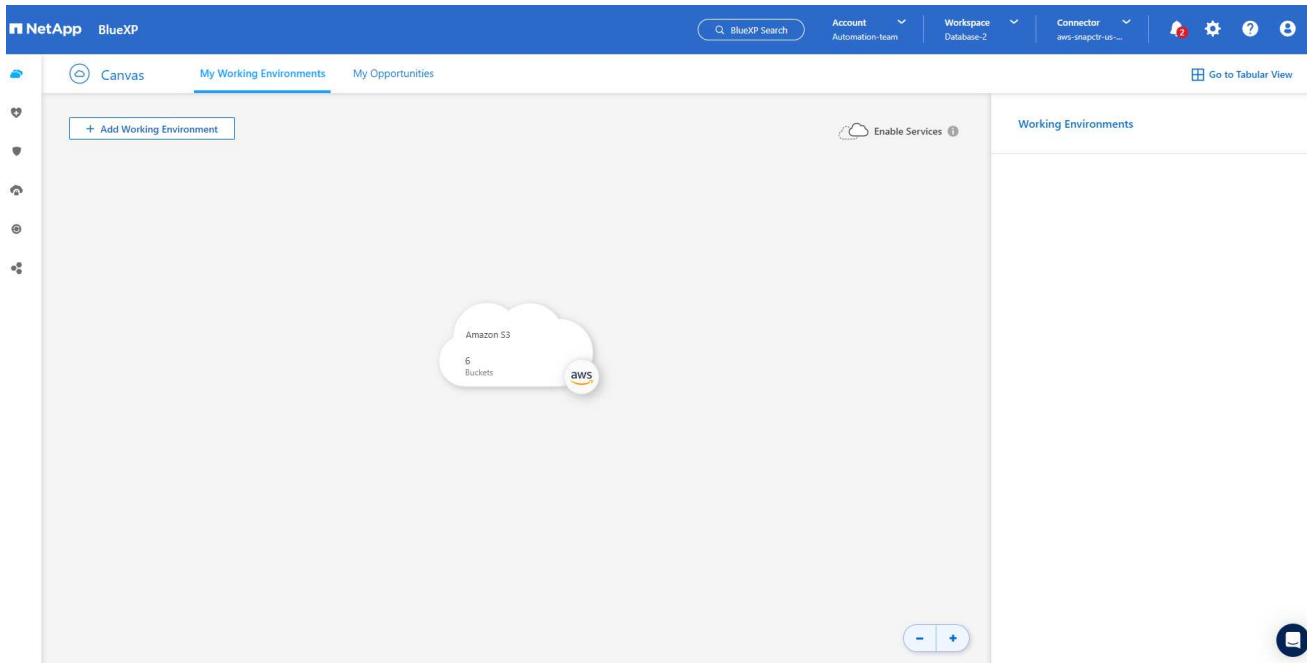 NetApp BlueXP
BlueXP Search
Account
Automation-team
Workspace
Database-2
Connector
aws-snapctr-us-...
2
Canvas
My Working Environments
My Opportunities
Go to Tabular View
+ Add Working Environment
Enable Services
Working Environments
Amazon S3
6
Buckets
aws